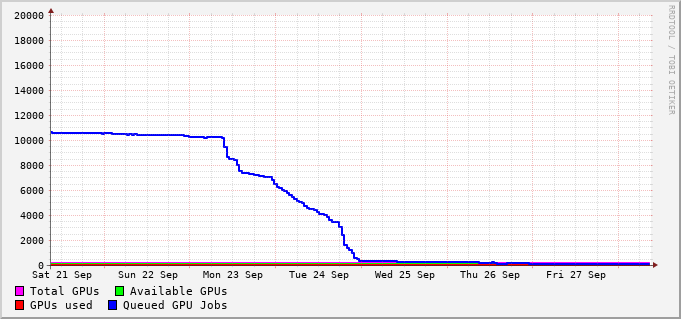 20000
18000
16000
14000
12000
10000
8000
6000
4000
2000
0
Sat 21 Sep Sun 22 Sep Mon 23 Sep Tue 24 Sep Wed 25 Sep Thu 26 Sep Fri 27 Sep
Total GPUs Available GPUs
GPUs used Queued GPU Jobs
RRDTOOL / TOBI OETIKER